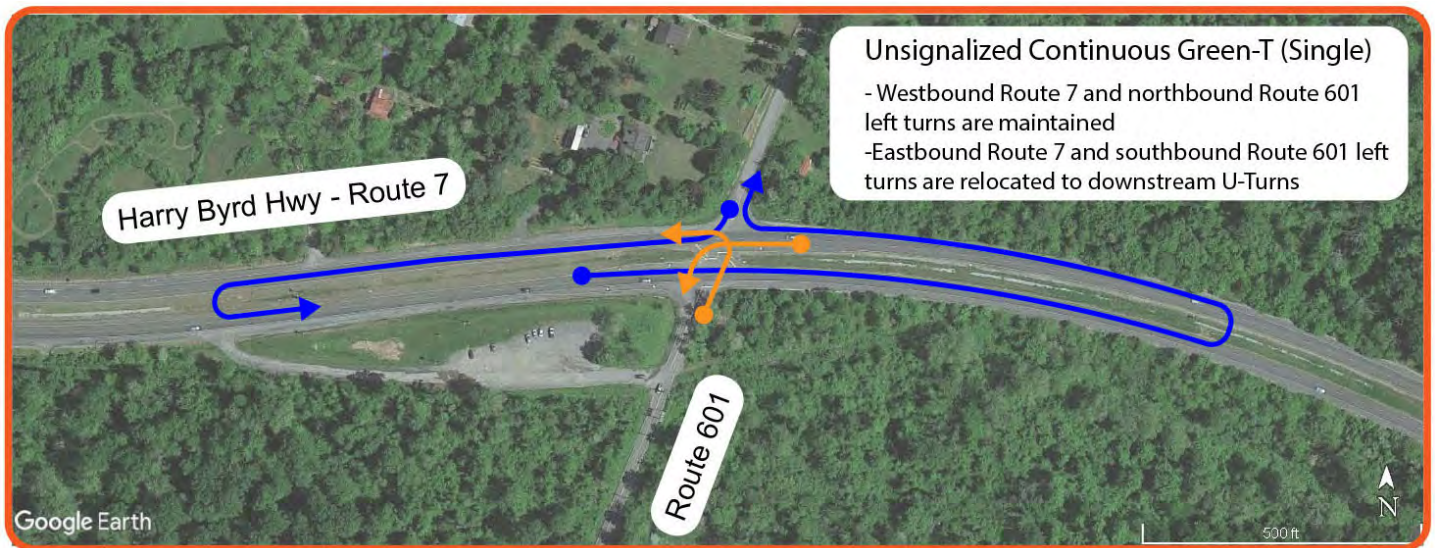 Unsignalized Continuous Green-T (Single)
- Westbound Route 7 and northbound Route 601
left turns are maintained
-Eastbound Route 7 and southbound Route 601 left
turns are relocated to downstream U-Turns
Harry Byrd Hwy - Route 7
Route 601
Google Earth
N
500 ft